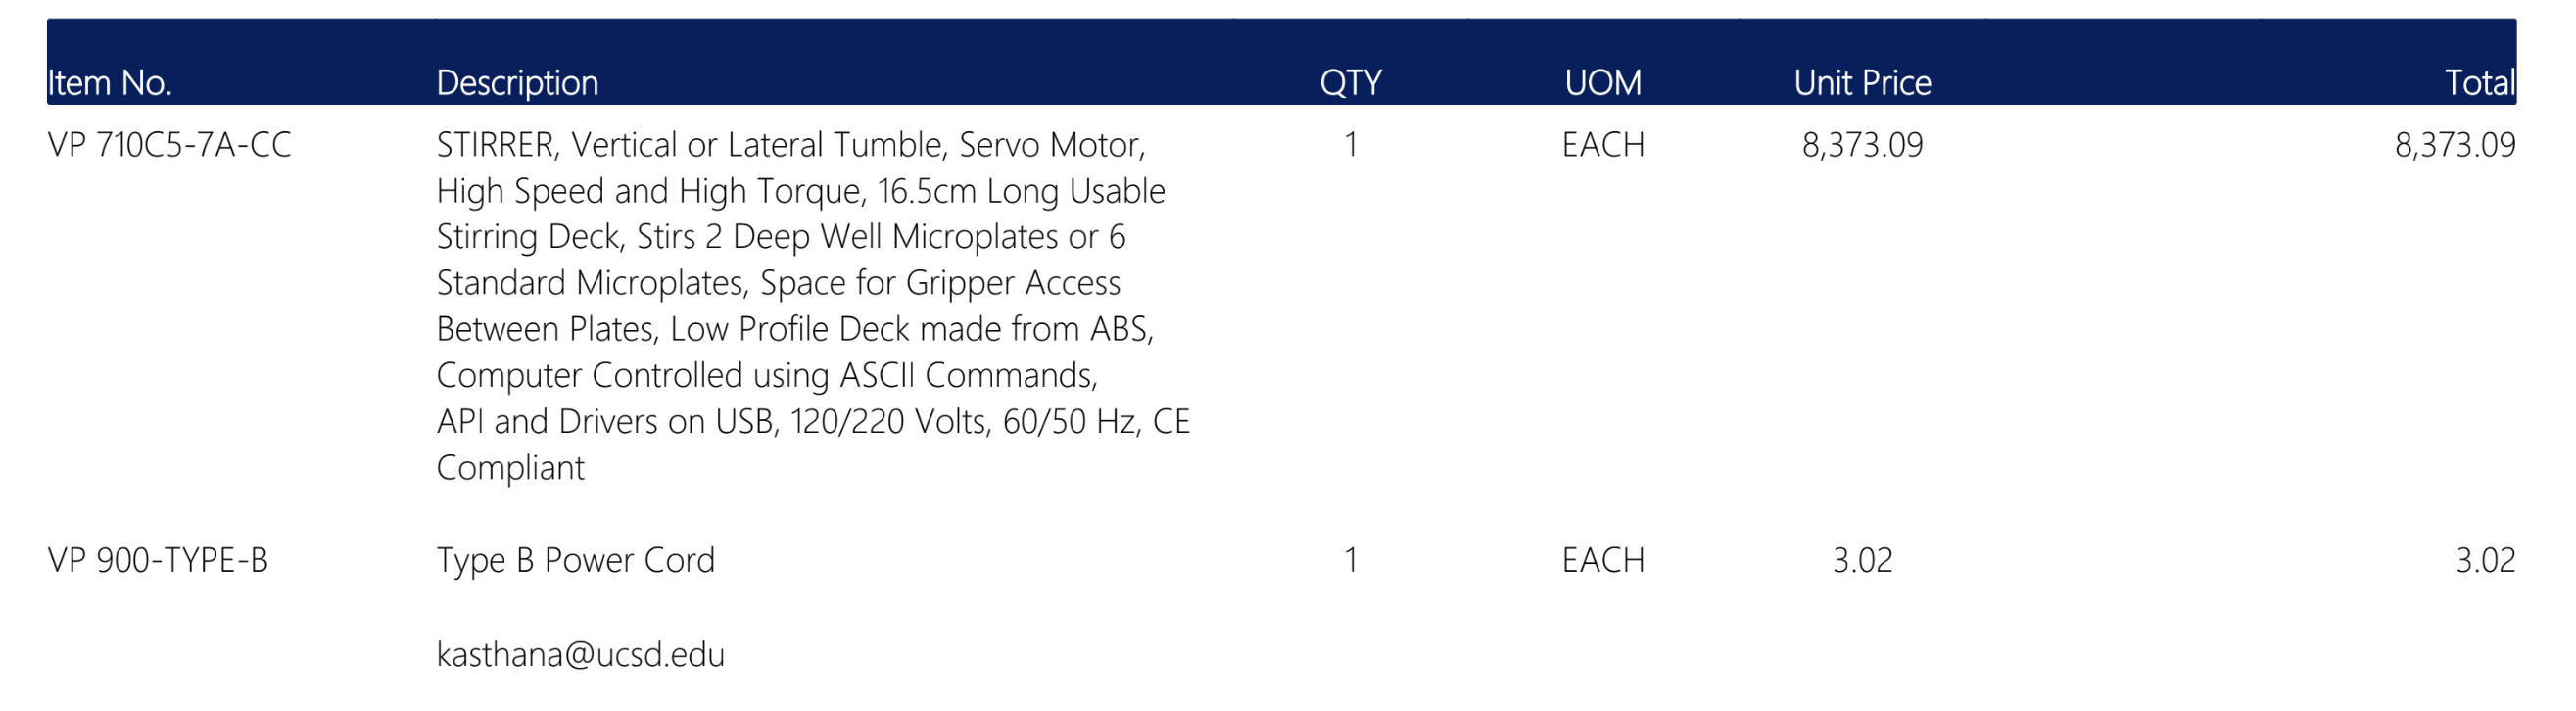 Item No. Description QTY UOM Unit Price Total
VP 710C5-7A-CC STIRRER, Vertical or Lateral Tumble, Servo Motor, 1 EACH 8,373.09 8,373.09
High Speed and High Torque, 16.5cm Long Usable
Stirring Deck, Stirs 2 Deep Well Microplates or 6
Standard Microplates, Space for Gripper Access
Between Plates, Low Profile Deck made from ABS,
Computer Controlled using ASCII Commands,
API and Drivers on USB, 120/220 Volts, 60/50 Hz, CE
Compliant
VP 900-TYPE-B Type B Power Cord 1 EACH 3.02 3.02
kasthana@ucsd.edu